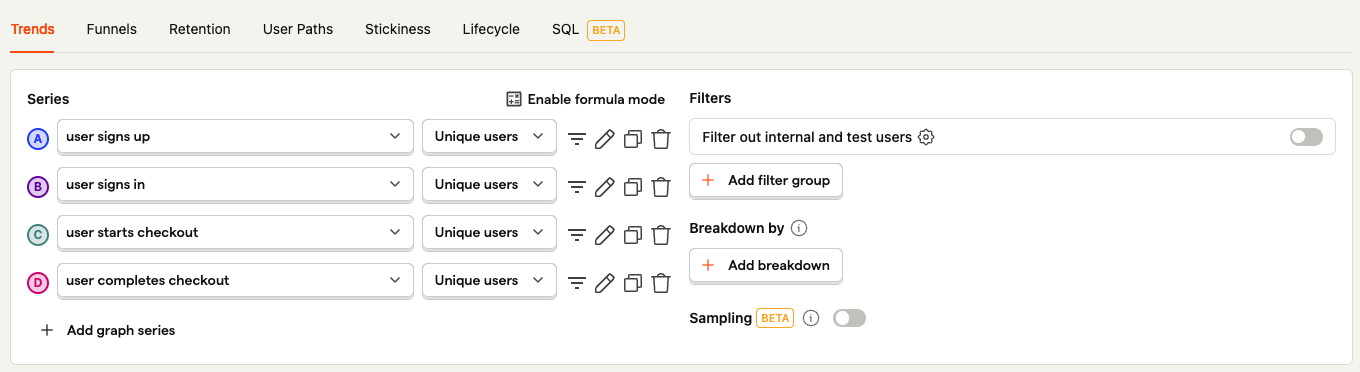 Trends Funnels Retention User Paths Stickiness Lifecycle SQL BETA
Series Enable formula mode
A user signs up Unique users
B user signs in Unique users
C user starts checkout Unique users
D user completes checkout Unique users
Add graph series
Filters
Filter out internal and test users
Add filter group
Breakdown by
Add breakdown
Sampling BETA